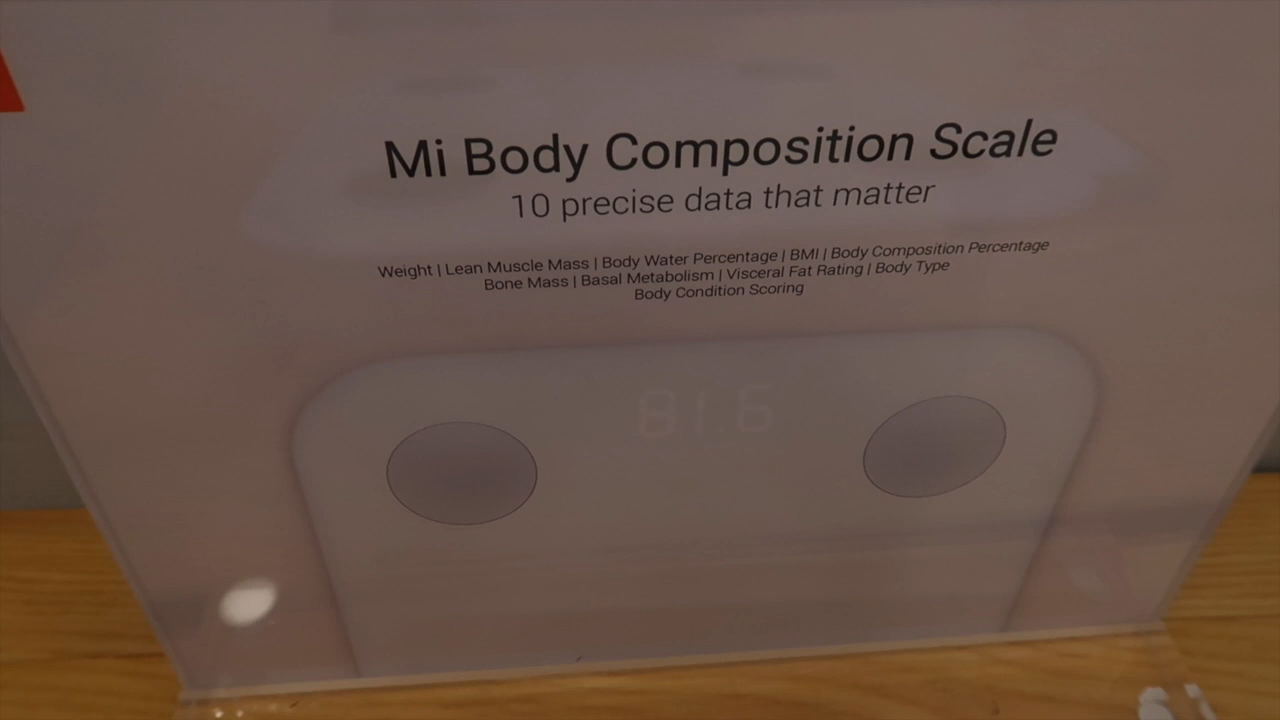 Mi Body Composition Scale
10 precise data that matter
Weight | Lean Muscle Mass | Body Water Percentage | BMI | Body Composition Percentage
Bone Mass | Basal Metabolism | Visceral Fat Rating | Body Type
Body Condition Scoring
81.6